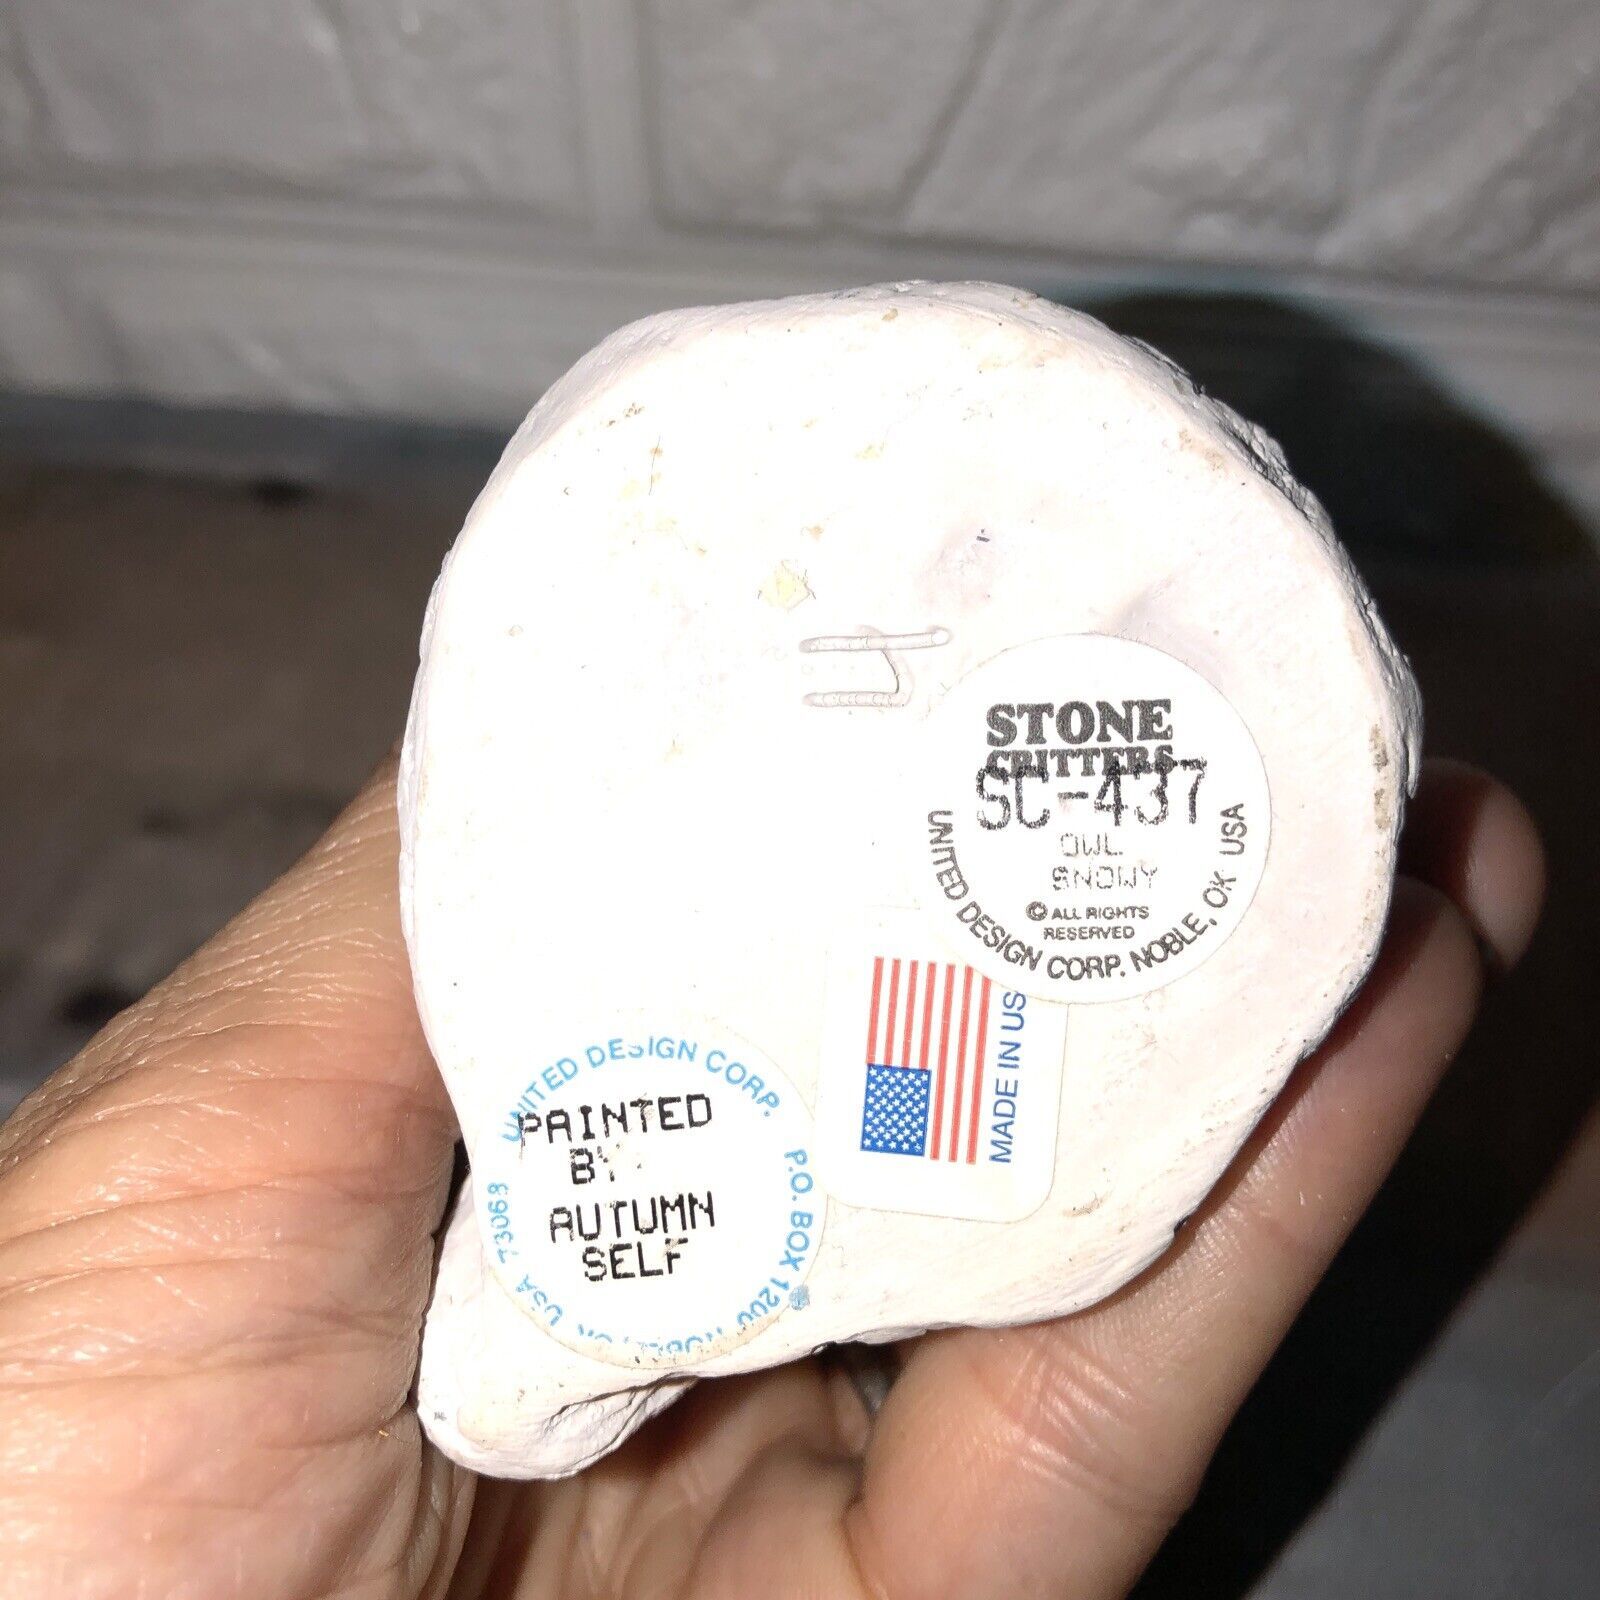 STONE
CRITTERS
SC-437
OWL
SNOWY
© ALL RIGHTS
RESERVED
UNITED DESIGN CORP. NOBLE, OK USA
MADE IN US
UNITED DESIGN CORP. P.O. BOX 1200 USA 73068
PAINTED
BY
AUTUMN
SELF